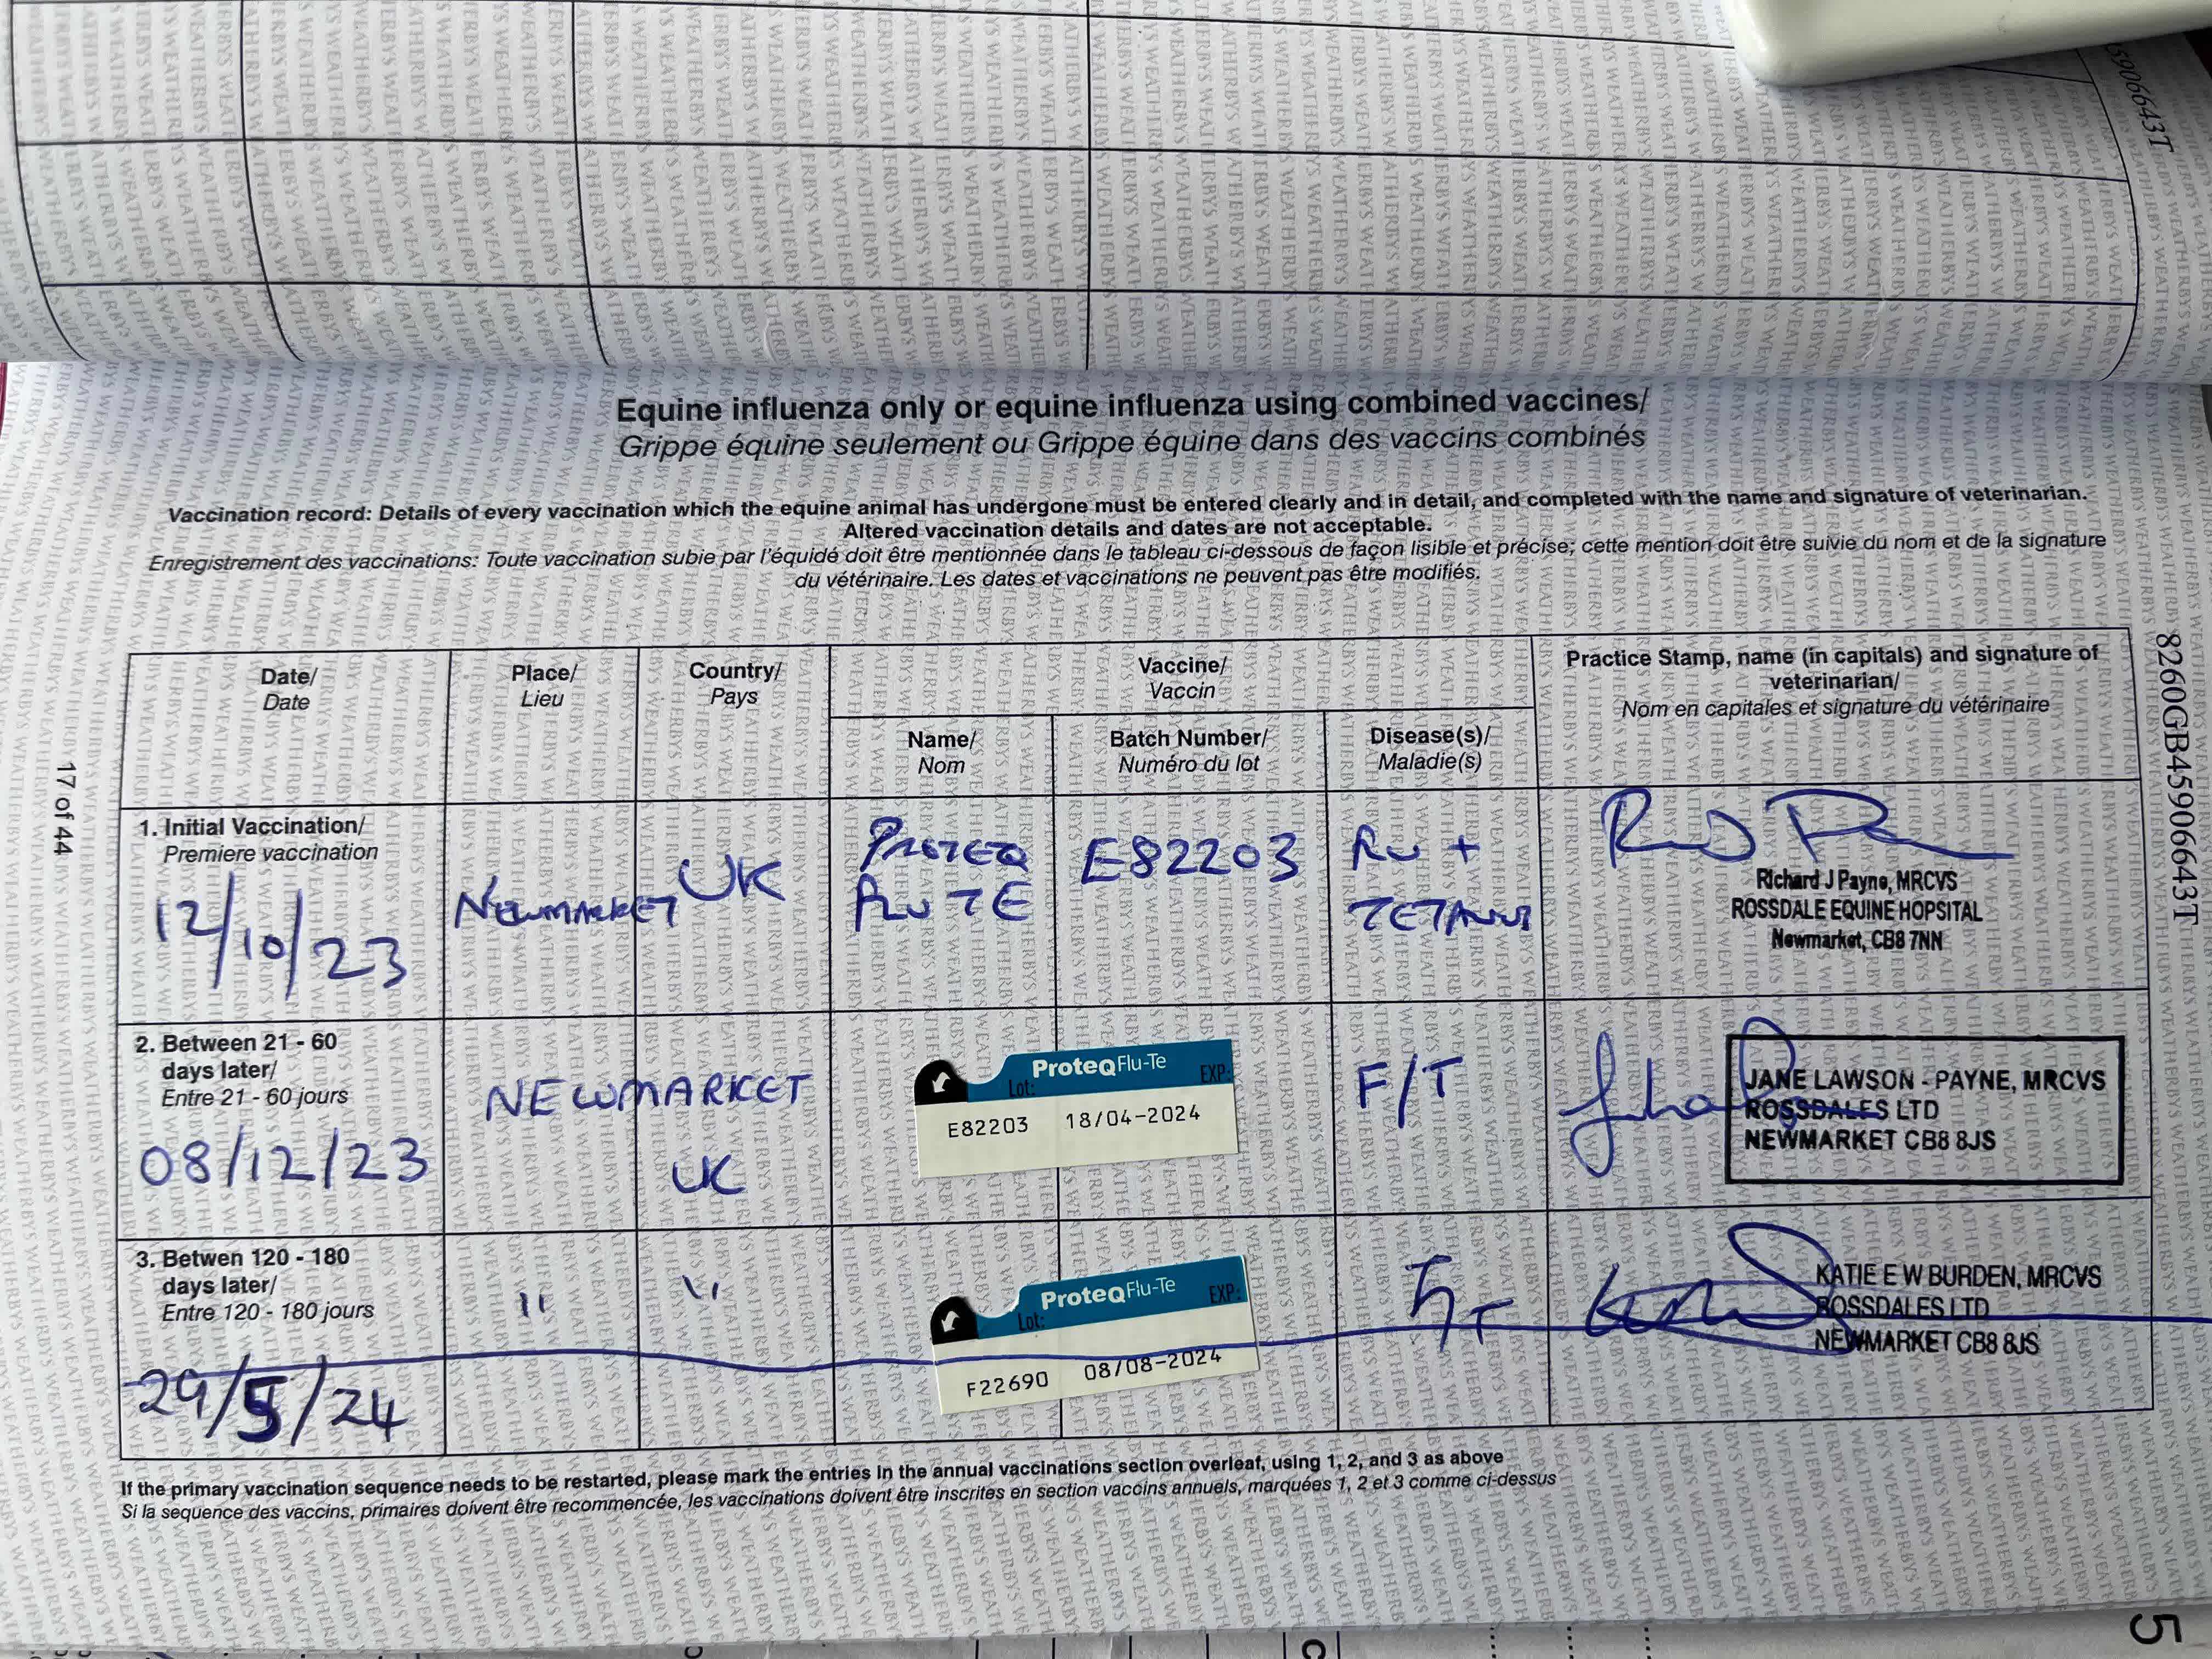 59066643T
Equine influenza only or equine influenza using combined vaccines/
Grippe équine seulement ou Grippe équine dans des vaccins combinés
Vaccination record: Details of every vaccination which the equine animal has undergone must be entered clearly and in detail, and completed with the name and signature of veterinarian.
Altered vaccination details and dates are not acceptable.
Enregistrement des vaccinations: Toute vaccination subie par l'équidé doit être mentionnée dans le tableau ci-dessous de façon lisible et précise; cette mention doit être suivie du nom et de la signature
du vétérinaire. Les dates et vaccinations ne peuvent pas être modifiés.
8260GB459066643T
17 of 44
Date/
Date
Place/
Lieu
Country/
Pays
Vaccine/
Vaccin
Name/
Nom
Batch Number/
Numéro du lot
Disease(s)/
Maladie(s)
Practice Stamp, name (in capitals) and signature of
veterinarian/
Nom en capitales et signature du vétérinaire
1. Initial Vaccination/
Premiere vaccination
12/10/23
NEWMARKET
UK
PROTEQ
FLU TE
E82203
FLU +
TETANUS
Richard J Payne, MRCVS
ROSSDALE EQUINE HOPSITAL
Newmarket, CB8 7NN
2. Between 21 - 60
days later/
Entre 21 - 60 jours
08/12/23
NEWMARKET
UK
ProteqFlu-Te
Lot: EXP:
E82203 18/04-2024
F/T
JANE LAWSON - PAYNE, MRCVS
ROSSDALES LTD
NEWMARKET CB8 8JS
3. Betwen 120 - 180
days later/
Entre 120 - 180 jours
29/5/24
"
"
ProteqFlu-Te
Lot: EXP:
F22690 08/08-2024
F/T
KATIE E W BURDEN, MRCVS
ROSSDALES LTD
NEWMARKET CB8 8JS
If the primary vaccination sequence needs to be restarted, please mark the entries in the annual vaccinations section overleaf, using 1, 2, and 3 as above
Si la sequence des vaccins, primaires doivent être recommencée, les vaccinations doivent être inscrites en section vaccins annuels, marquées 1, 2 et 3 comme ci-dessus
5